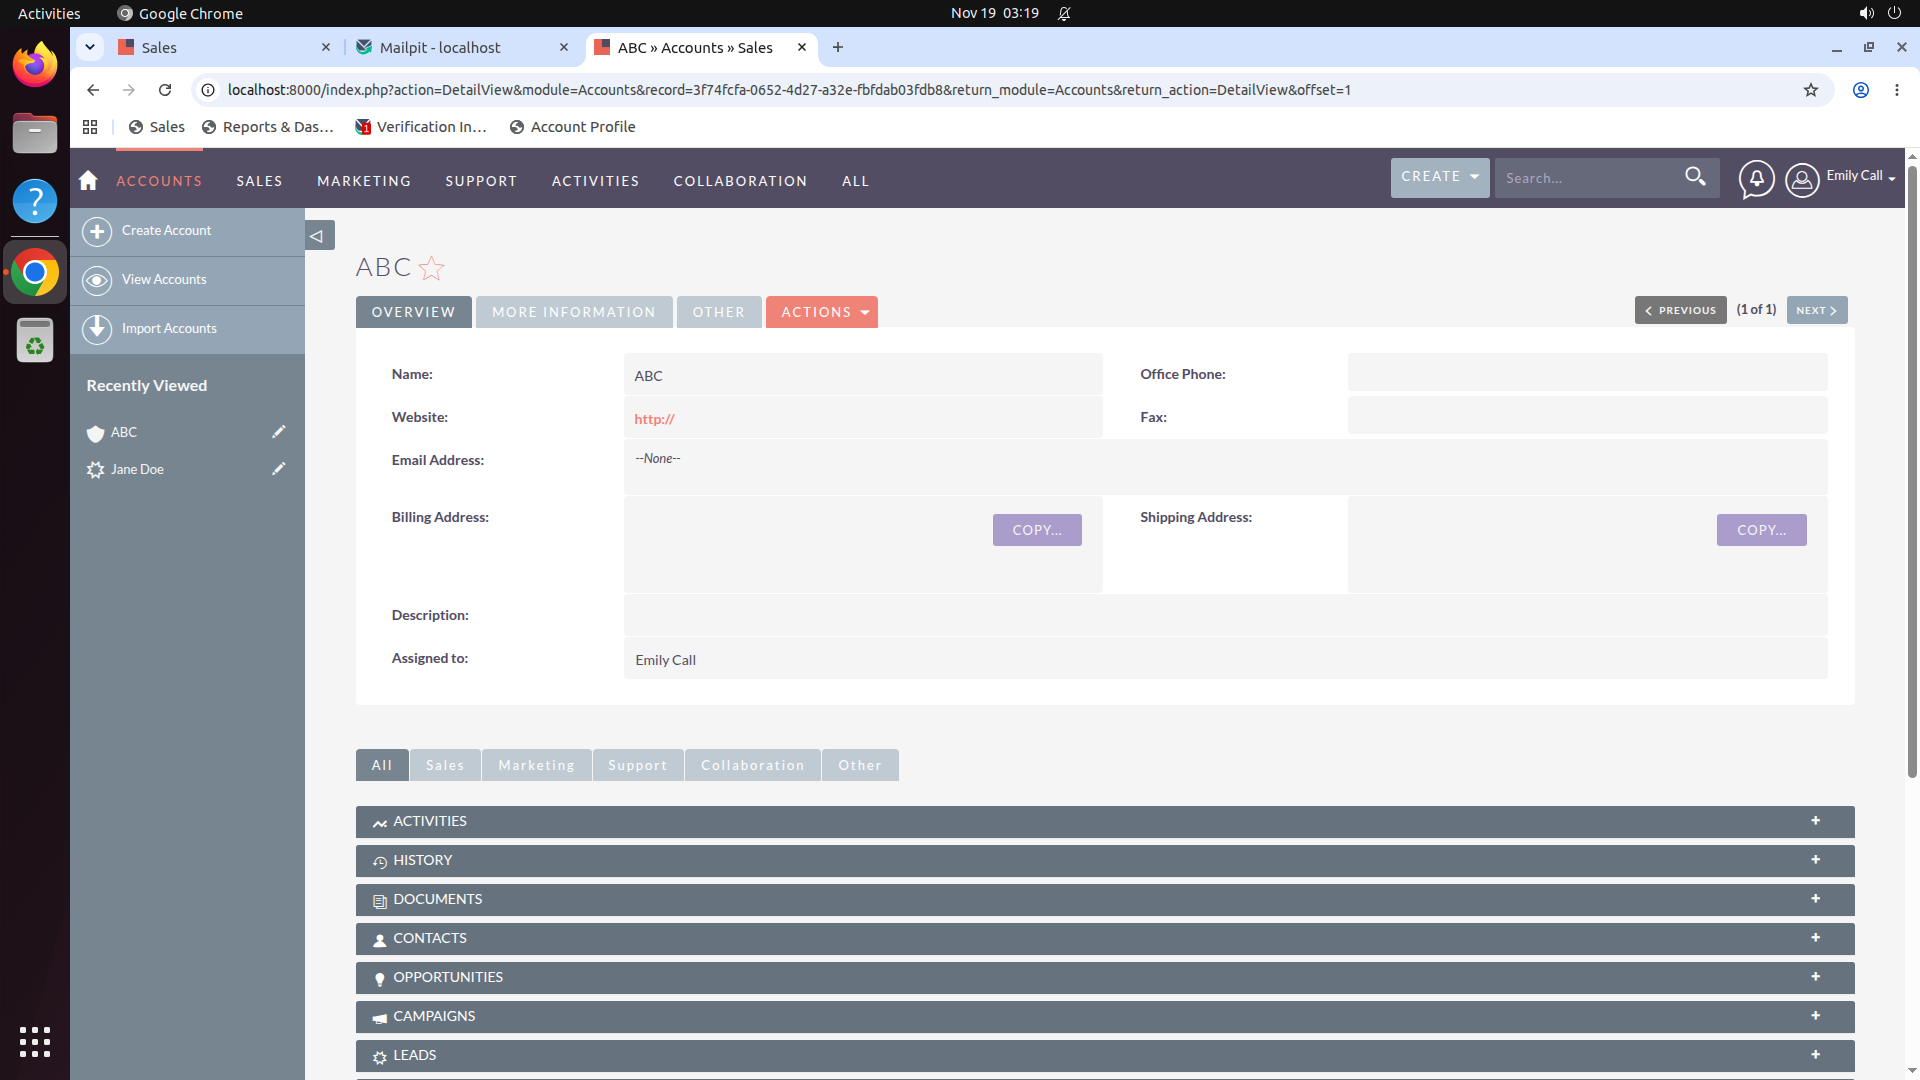 Activities
Google Chrome
Nov 19 03:19
Sales
Mailpit - localhost
ABC » Accounts » Sales
localhost:8000/index.php?action=DetailView&module=Accounts&record=3f74fcfa-0652-4d27-a32e-fbfdab03fdb8&return_module=Accounts&return_action=DetailView&offset=1
Sales
Reports & Das...
1
Verification In...
Account Profile
ACCOUNTS
SALES
MARKETING
SUPPORT
ACTIVITIES
COLLABORATION
ALL
CREATE
Search...
Emily Call
Create Account
View Accounts
Import Accounts
Recently Viewed
ABC
Jane Doe
ABC
OVERVIEW
MORE INFORMATION
OTHER
ACTIONS
PREVIOUS
(1 of 1)
NEXT
Name:
ABC
Office Phone:
Website:
http://
Fax:
Email Address:
--None--
Billing Address:
COPY...
Shipping Address:
COPY...
Description:
Assigned to:
Emily Call
All
Sales
Marketing
Support
Collaboration
Other
ACTIVITIES
HISTORY
DOCUMENTS
CONTACTS
OPPORTUNITIES
CAMPAIGNS
LEADS